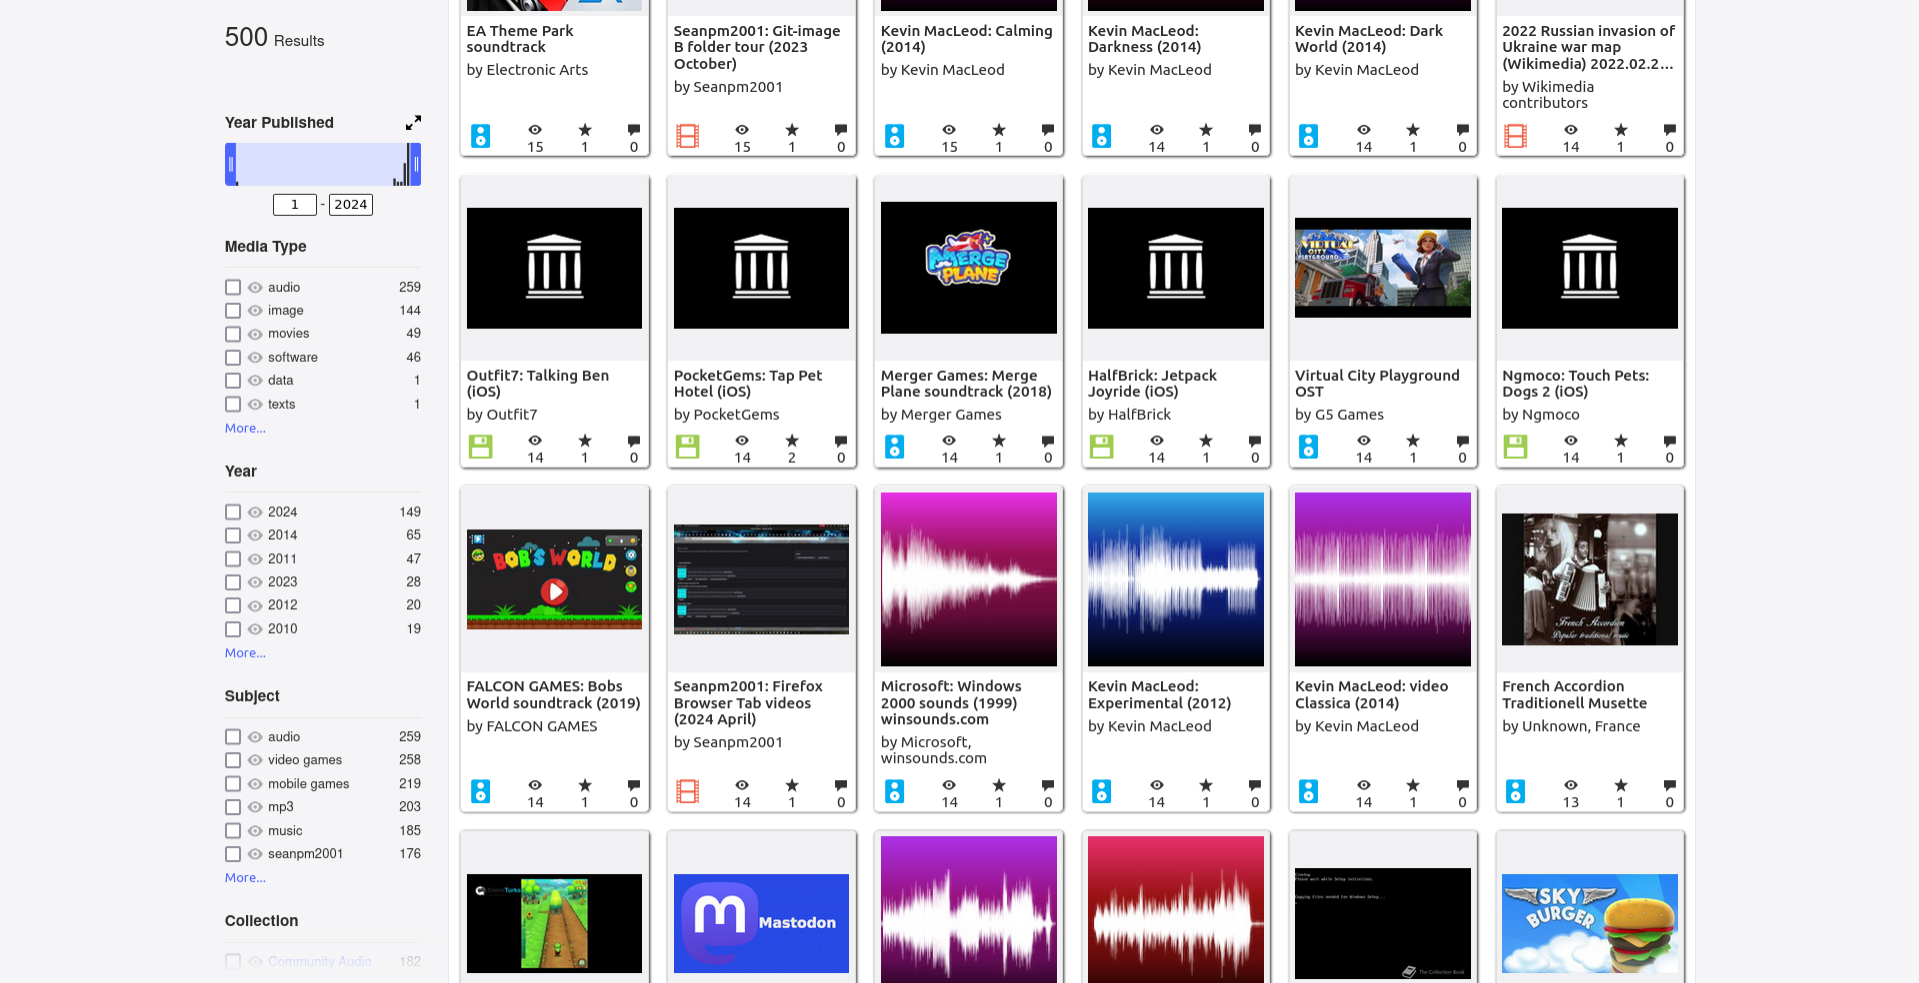 500 Results
Year Published
1 - 2024
Media Type
audio 259
image 144
movies 49
software 46
data 1
texts 1
More...
Year
2024 149
2014 65
2011 47
2023 28
2012 20
2010 19
More...
Subject
audio 259
video games 258
mobile games 219
mp3 203
music 185
seanpm2001 176
More...
Collection
Community Audio 182
EA Theme Park
soundtrack
by Electronic Arts
15 1 0
Seanpm2001: Git-image
B folder tour (2023
October)
by Seanpm2001
15 1 0
Kevin MacLeod: Calming
(2014)
by Kevin MacLeod
15 1 0
Kevin MacLeod:
Darkness (2014)
by Kevin MacLeod
14 1 0
Kevin MacLeod: Dark
World (2014)
by Kevin MacLeod
14 1 0
2022 Russian invasion of
Ukraine war map
(Wikimedia) 2022.02.2...
by Wikimedia
contributors
14 1 0
Outfit7: Talking Ben
(iOS)
by Outfit7
14 1 0
PocketGems: Tap Pet
Hotel (iOS)
by PocketGems
14 2 0
MERGE
PLANE
Merger Games: Merge
Plane soundtrack (2018)
by Merger Games
14 1 0
HalfBrick: Jetpack
Joyride (iOS)
by HalfBrick
14 1 0
VIRTUAL
CITY
PLAYGROUND
Virtual City Playground
OST
by G5 Games
14 1 0
Ngmoco: Touch Pets:
Dogs 2 (iOS)
by Ngmoco
14 1 0
BOB'S WORLD
FALCON GAMES: Bobs
World soundtrack (2019)
by FALCON GAMES
14 1 0
Seanpm2001: Firefox
Browser Tab videos
(2024 April)
by Seanpm2001
14 1 0
Microsoft: Windows
2000 sounds (1999)
winsounds.com
by Microsoft,
winsounds.com
14 1 0
Kevin MacLeod:
Experimental (2012)
by Kevin MacLeod
14 1 0
Kevin MacLeod: video
Classica (2014)
by Kevin MacLeod
14 1 0
French Accordion
Popular traditional music
French Accordion
Traditionell Musette
by Unknown, France
13 1 0
Mastodon
Please wait while Setup initializes.
Copying files needed for Windows Setup...
The Collection Book
SKY
BURGER